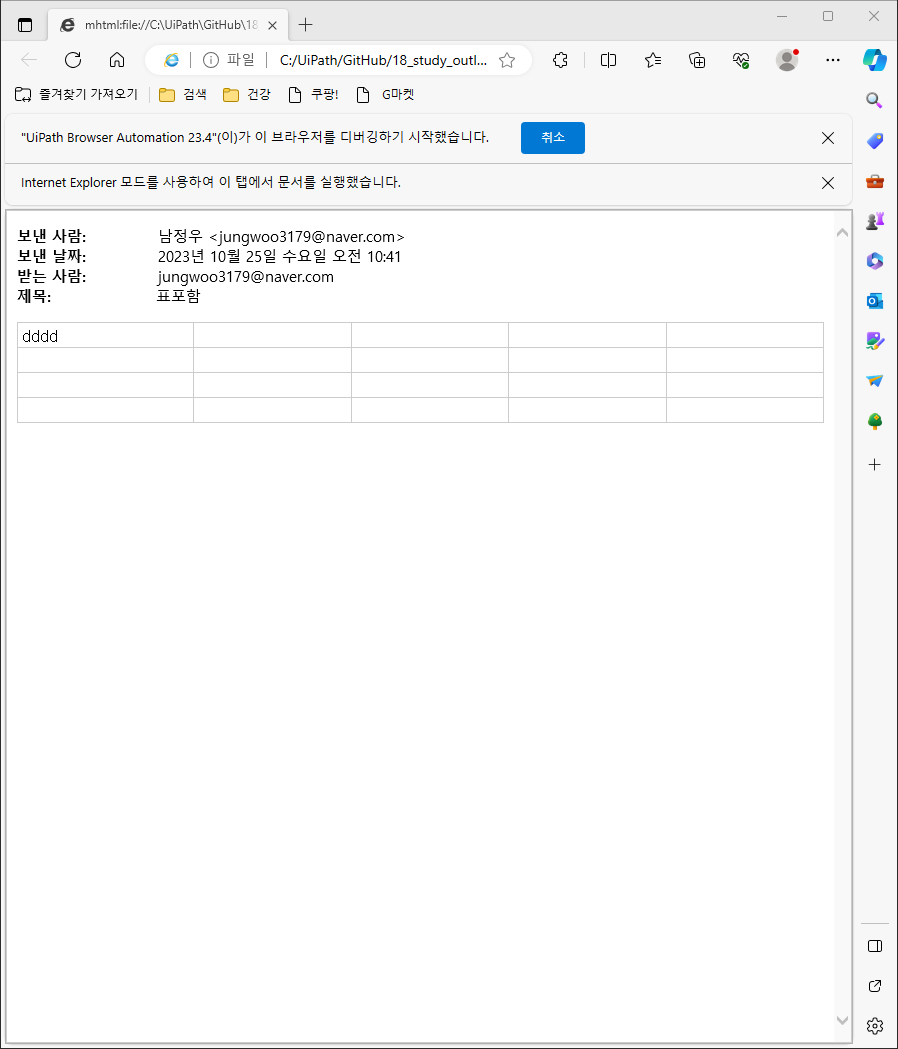 mhtml:file://C:\UiPath\GitHub\18
파일
C:/UiPath/GitHub/18_study_outl...
즐겨찾기 가져오기
검색
건강
쿠팡!
G마켓
"UiPath Browser Automation 23.4"(이)가 이 브라우저를 디버깅하기 시작했습니다.
취소
Internet Explorer 모드를 사용하여 이 탭에서 문서를 실행했습니다.
보낸 사람: 남정우 <jungwoo3179@naver.com>
보낸 날짜: 2023년 10월 25일 수요일 오전 10:41
받는 사람: jungwoo3179@naver.com
제목: 표포함
dddd